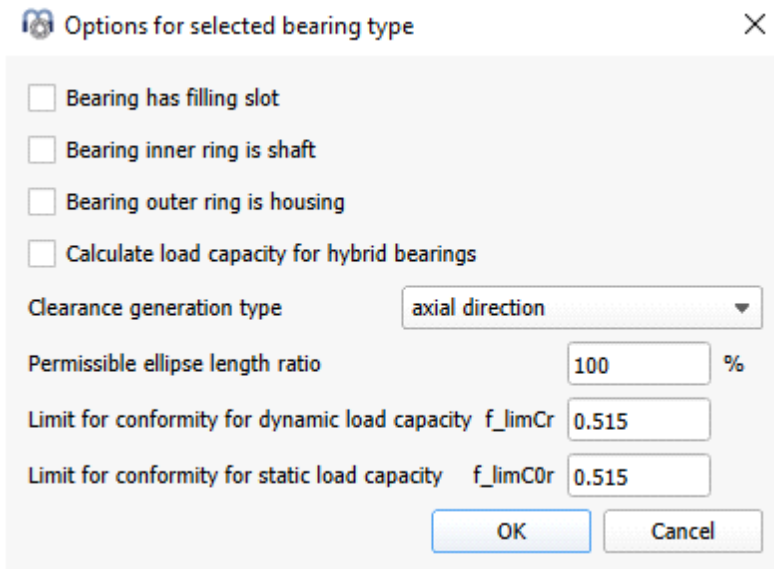 Options for selected bearing type
Bearing has filling slot
Bearing inner ring is shaft
Bearing outer ring is housing
Calculate load capacity for hybrid bearings
Clearance generation type axial direction
Permissible ellipse length ratio 100 %
Limit for conformity for dynamic load capacity f_limCr 0.515
Limit for conformity for static load capacity f_limC0r 0.515
OK Cancel